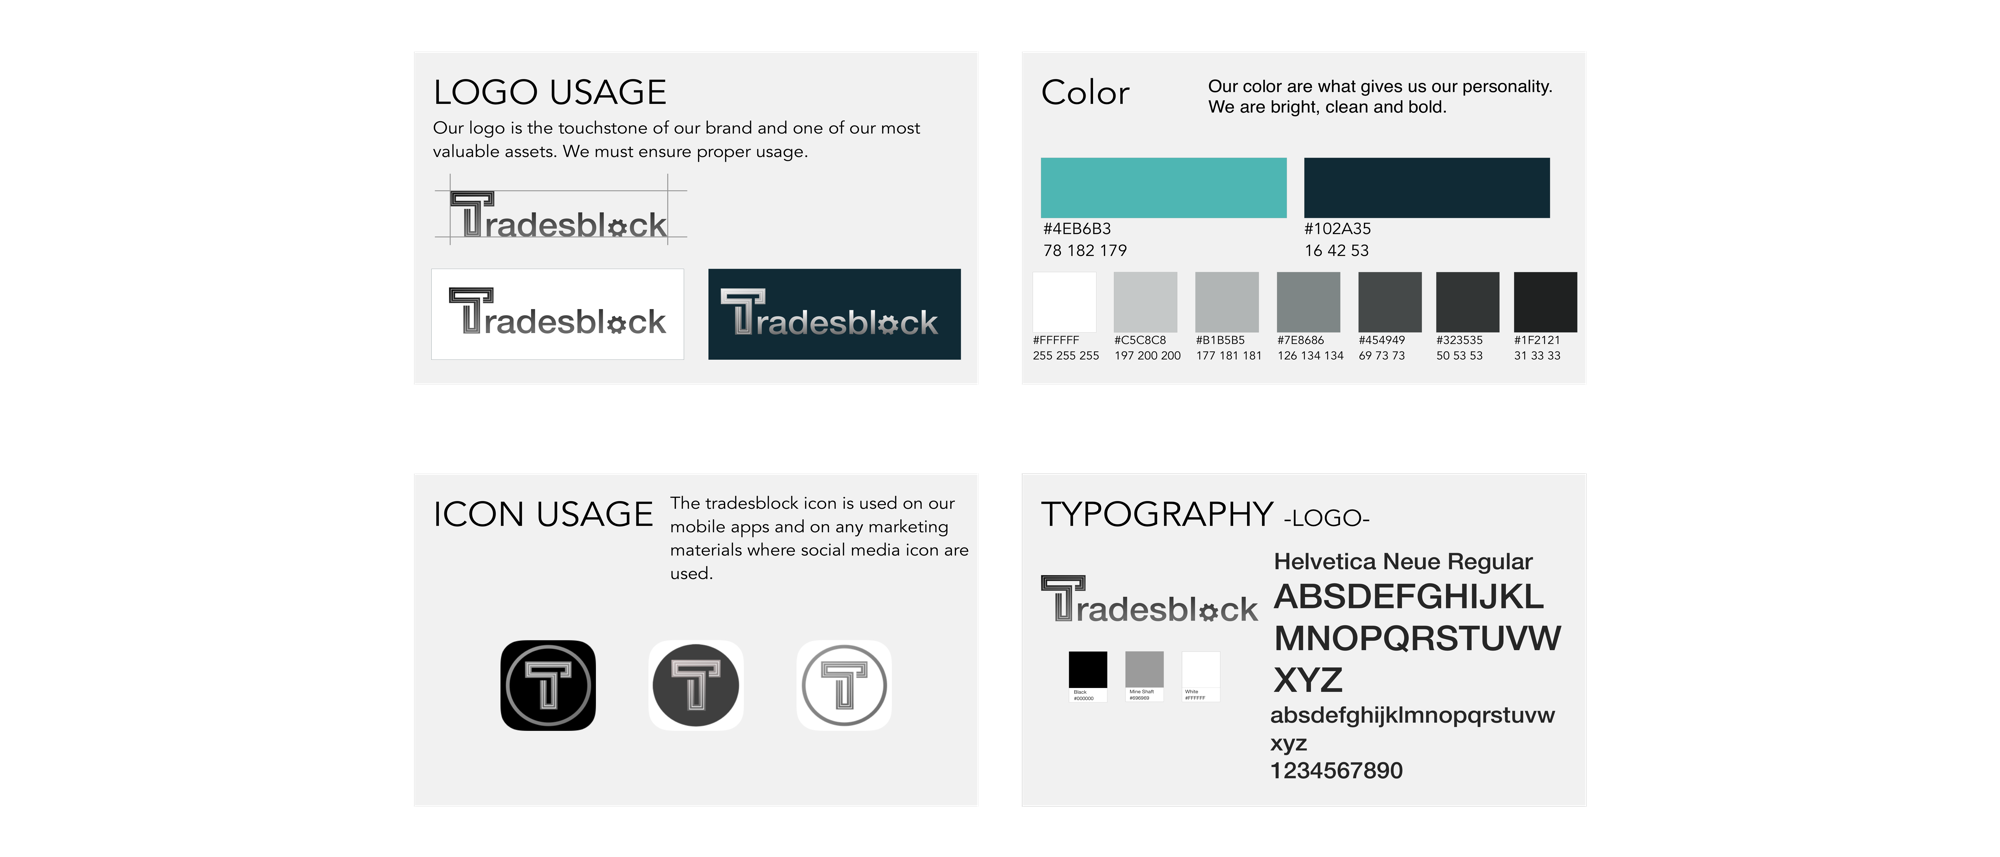 LOGO USAGE
Our logo is the touchstone of our brand and one of our most
valuable assets. We must ensure proper usage.
Tradesblock
Tradesblock
Tradesblock
Color
Our color are what gives us our personality.
We are bright, clean and bold.
#4EB6B3
78 182 179
#102A35
16 42 53
#FFFFFF
255 255 255
#C5C8C8
197 200 200
#B1B5B5
177 181 181
#7E8686
126 134 134
#454949
69 73 73
#323535
50 53 53
#1F2121
31 33 33
ICON USAGE
The tradesblock icon is used on our
mobile apps and on any marketing
materials where social media icon are
used.
T
T
T
TYPOGRAPHY -LOGO-
Tradesblock
Black
#000000
Mine Shaft
#696969
White
#FFFFFF
Helvetica Neue Regular
ABSDEFGHIJKL
MNOPQRSTUVW
XYZ
absdefghijklmnopqrstuvw
xyz
1234567890